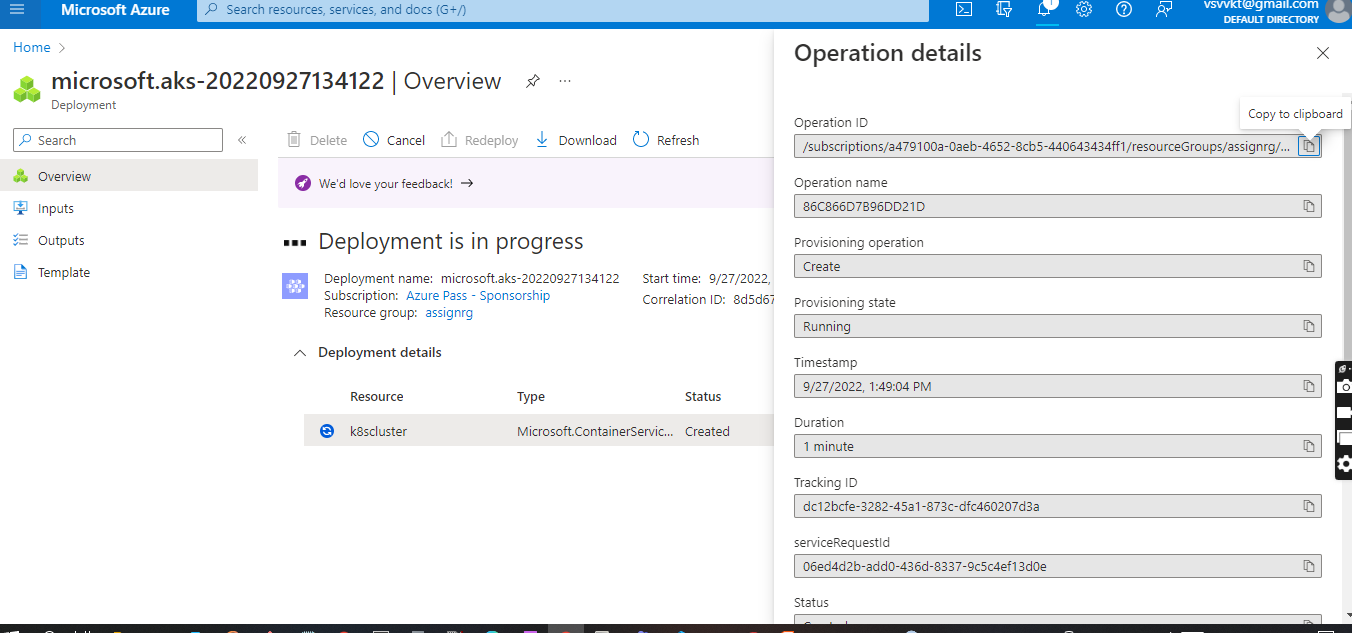 Microsoft Azure
Search resources, services, and docs (G+/)
1
vsvvkt@gmail.com
DEFAULT DIRECTORY
Home
microsoft.aks-20220927134122 | Overview
Deployment
Search
Overview
Inputs
Outputs
Template
Delete
Cancel
Redeploy
Download
Refresh
We'd love your feedback!
Deployment is in progress
Deployment name: microsoft.aks-20220927134122
Start time: 9/27/2022,
Subscription: Azure Pass - Sponsorship
Correlation ID: 8d5d67
Resource group: assignrg
Deployment details
Resource Type Status
k8scluster Microsoft.ContainerServic... Created
Operation details
Copy to clipboard
Operation ID
/subscriptions/a479100a-0aeb-4652-8cb5-440643434ff1/resourceGroups/assignrg/...
Operation name
86C866D7B96DD21D
Provisioning operation
Create
Provisioning state
Running
Timestamp
9/27/2022, 1:49:04 PM
Duration
1 minute
Tracking ID
dc12bcfe-3282-45a1-873c-dfc460207d3a
serviceRequestId
06ed4d2b-add0-436d-8337-9c5c4ef13d0e
Status